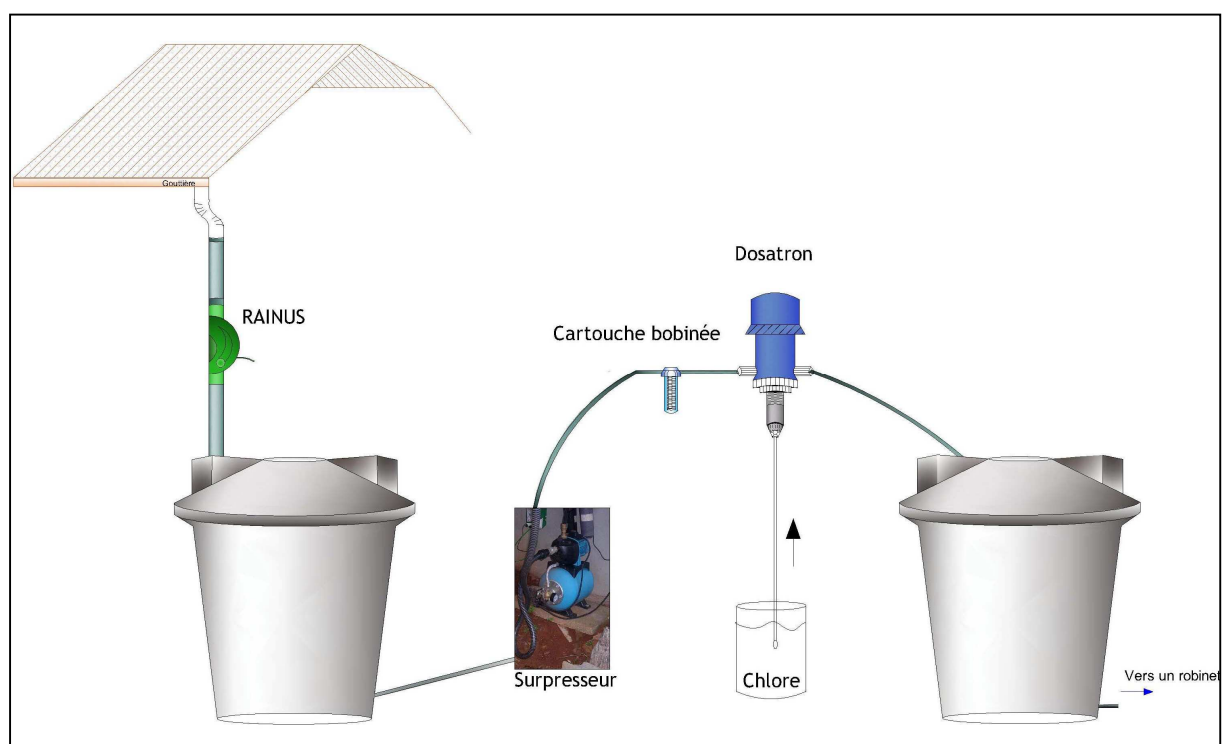 Gouttière
RAINUS
Dosatron
Cartouche bobinée
Surpresseur
Chlore
Vers un robinet